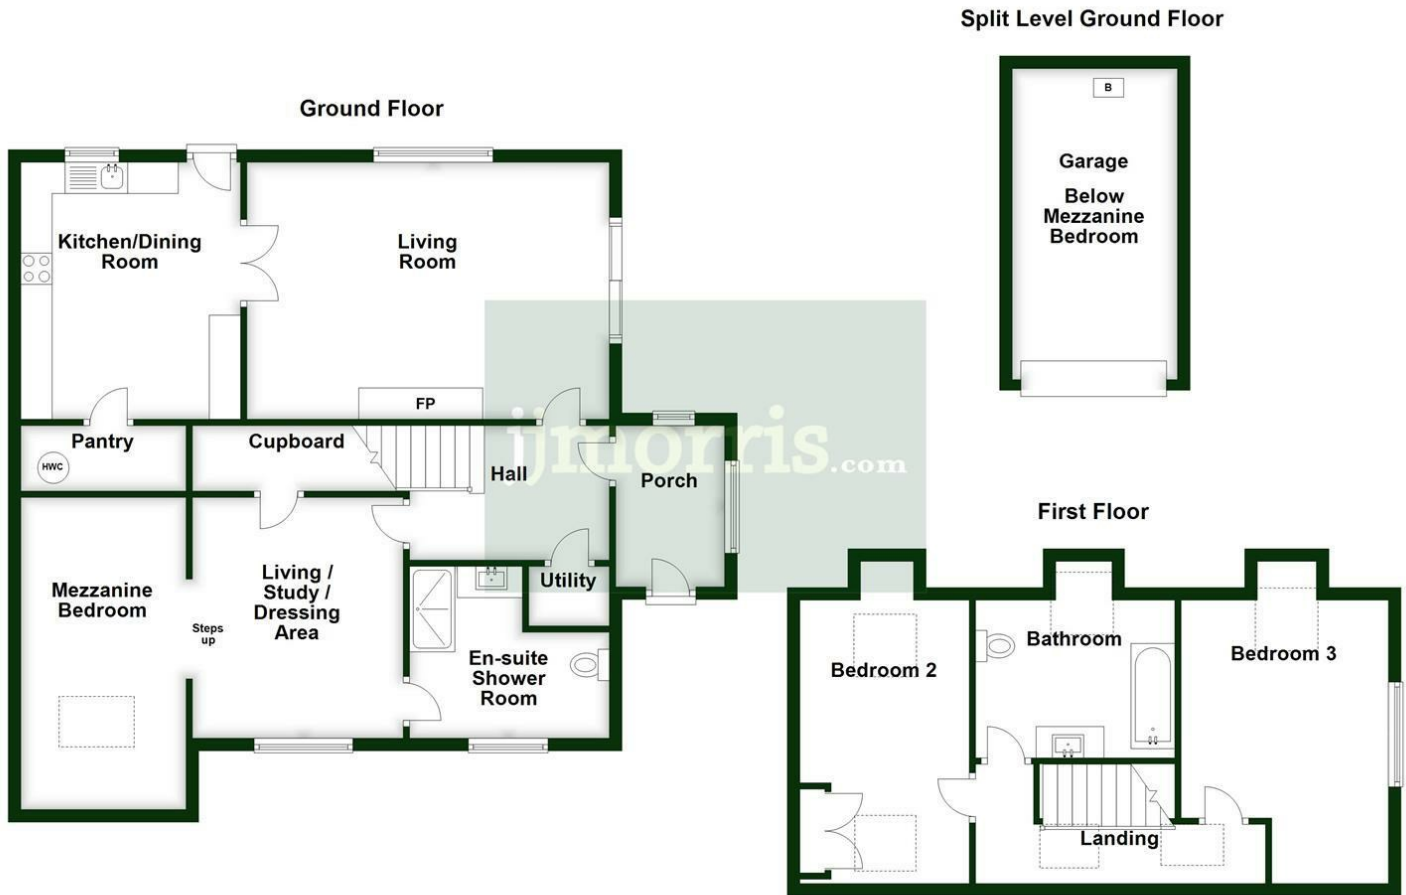 Split Level Ground Floor
B
Garage
Below
Mezzanine
Bedroom
Ground Floor
Kitchen/Dining
Room
Living
Room
FP
Pantry
HWC
Cupboard
Hall
Porch
ijmorris.com
Mezzanine
Bedroom
Steps
up
Living /
Study /
Dressing
Area
Utility
En-suite
Shower
Room
First Floor
Bedroom 2
Bathroom
Bedroom 3
Landing